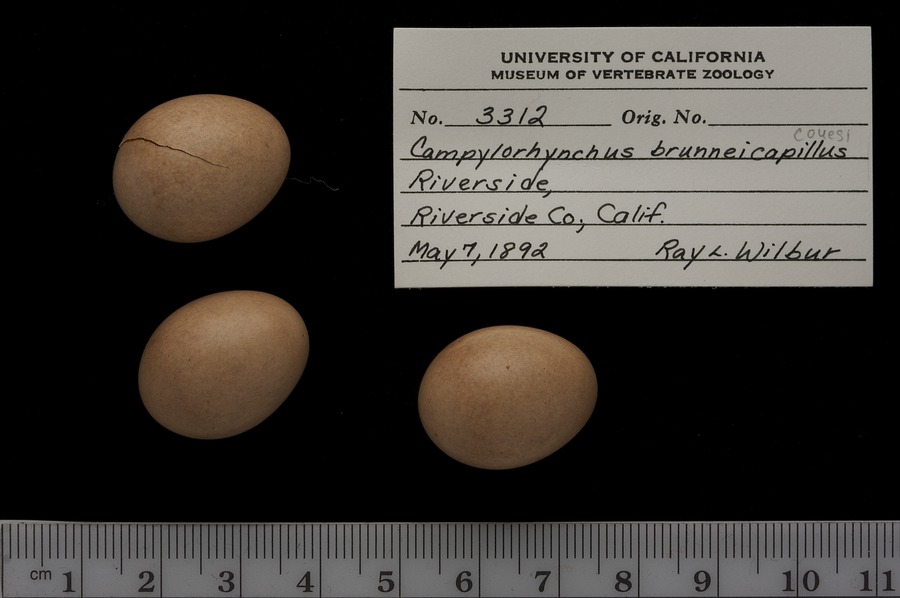 UNIVERSITY OF CALIFORNIA
MUSEUM OF VERTEBRATE ZOOLOGY
No. 3312 Orig. No.
couesi
Campylorhynchus brunneicapillus
Riverside,
Riverside Co, Calif.
May 7, 1892 Ray L. Wilbur
cm 1 2 3 4 5 6 7 8 9 10 11